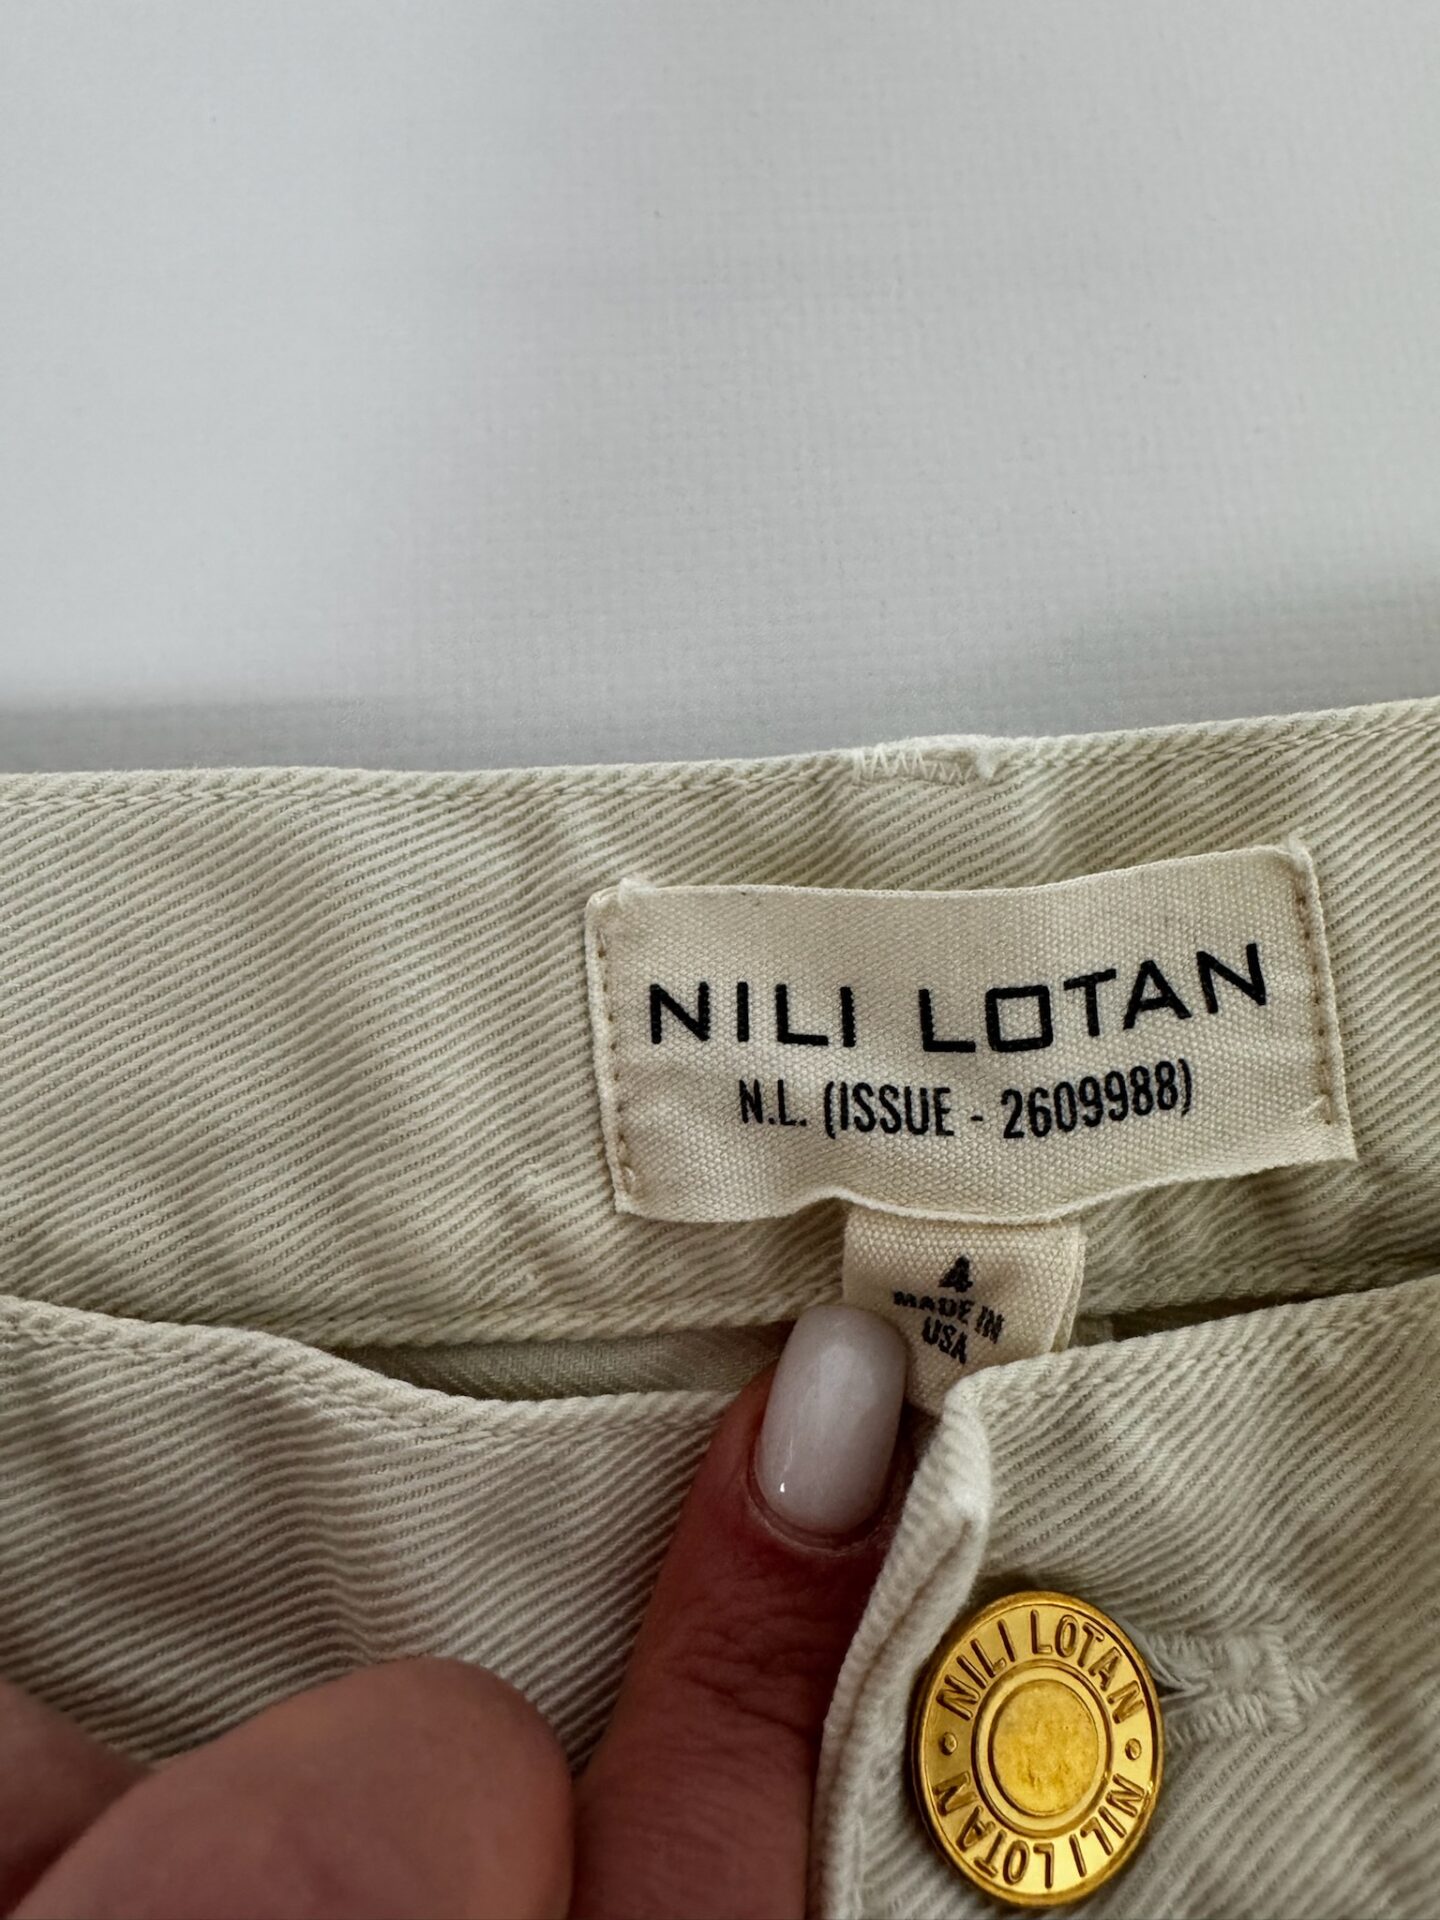 NILI LOTAN
N.L. (ISSUE - 2609988)
4
MADE IN
USA
NILI LOTAN • NILI LOTAN •